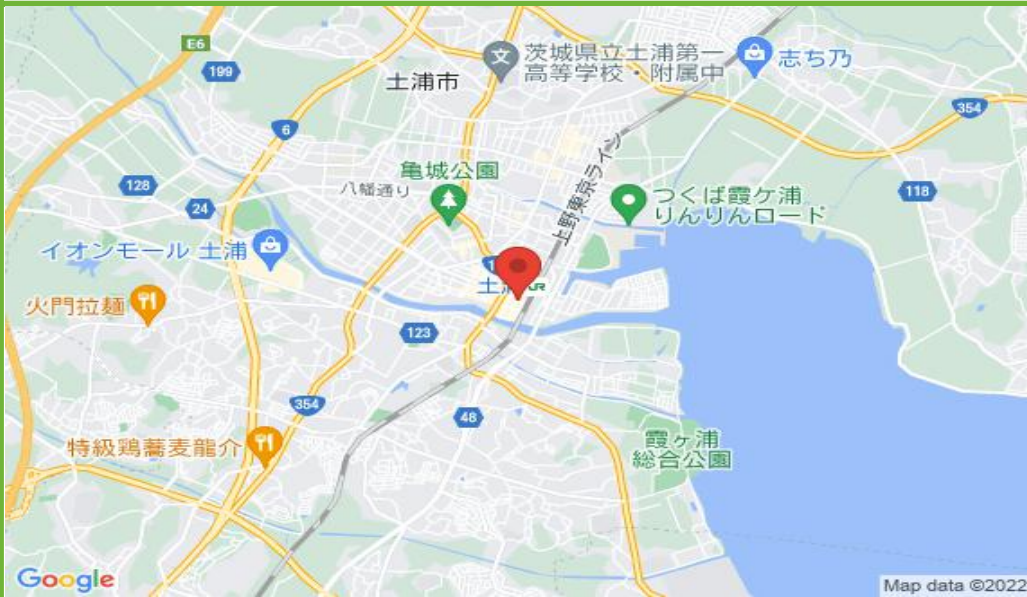 E6
199
茨城県立土浦第一
高等学校・附属中
志ち乃
土浦市
354
6
上野東京ライン
亀城公園
128
八幡通り
118
24
つくば霞ケ浦
りんりんロード
イオンモール 土浦
土浦
JR
火門拉麺
123
354
48
霞ヶ浦
総合公園
特級鶏蕎麦龍介
Google
Map data ©2022